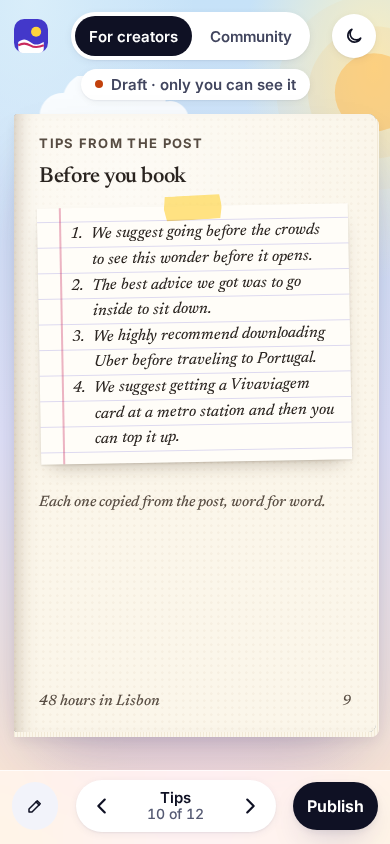 For creators
Community
Draft · only you can see it
TIPS FROM THE POST
Before you book
1. We suggest going before the crowds
to see this wonder before it opens.
2. The best advice we got was to go
inside to sit down.
3. We highly recommend downloading
Uber before traveling to Portugal.
4. We suggest getting a Vivaviagem
card at a metro station and then you
can top it up.
Each one copied from the post, word for word.
48 hours in Lisbon
9
Tips
10 of 12
Publish